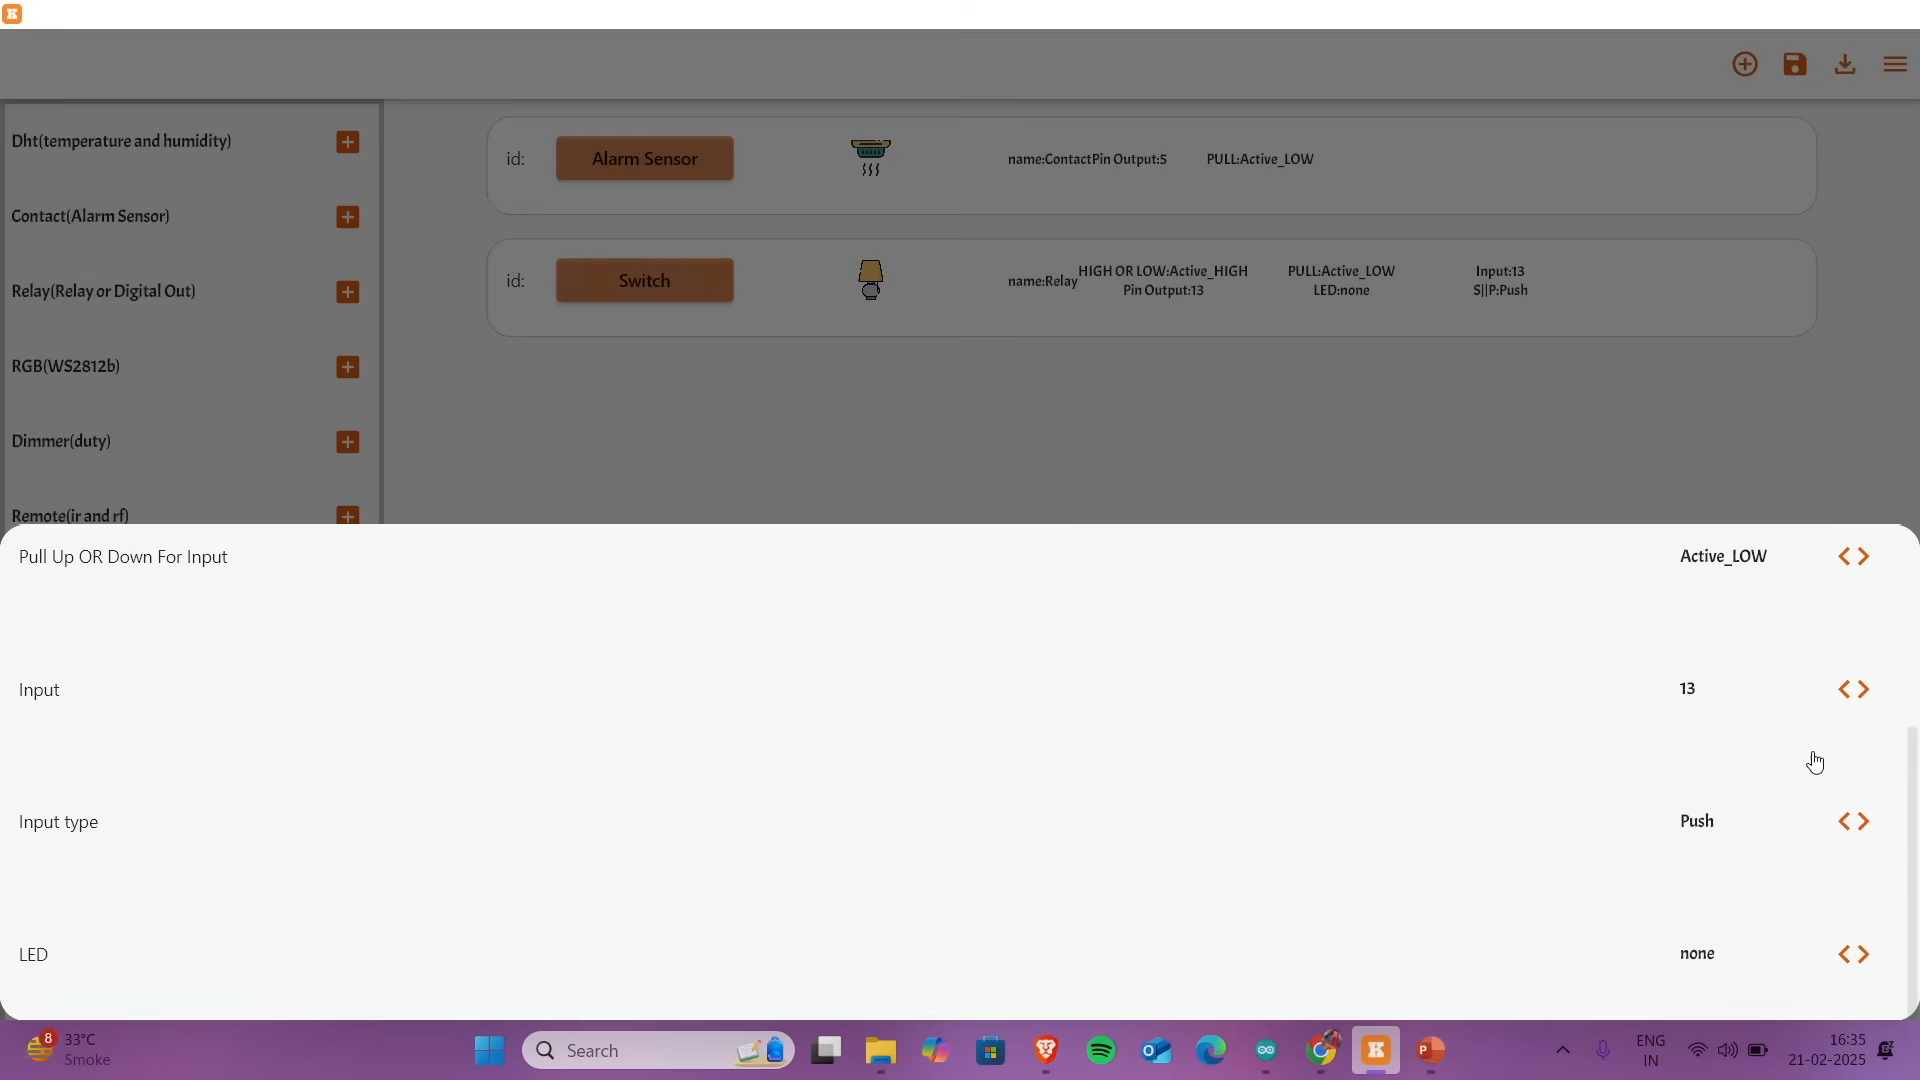 Dht(temperature and humidity)
Contact(Alarm Sensor)
Relay(Relay or Digital Out)
RGB(WS2812b)
Dimmer(duty)
Remote(ir and rf)
id: Alarm Sensor name:ContactPin Output:5 PULL:Active_LOW
id: Switch name:Relay HIGH OR LOW:Active_HIGH PULL:Active_LOW Input:13
Pin Output:13 LED:none S||P:Push
Pull Up OR Down For Input Active_LOW
Input 13
Input type Push
LED none
8 33°C
Smoke
Search
ENG
IN
16:35
21-02-2025